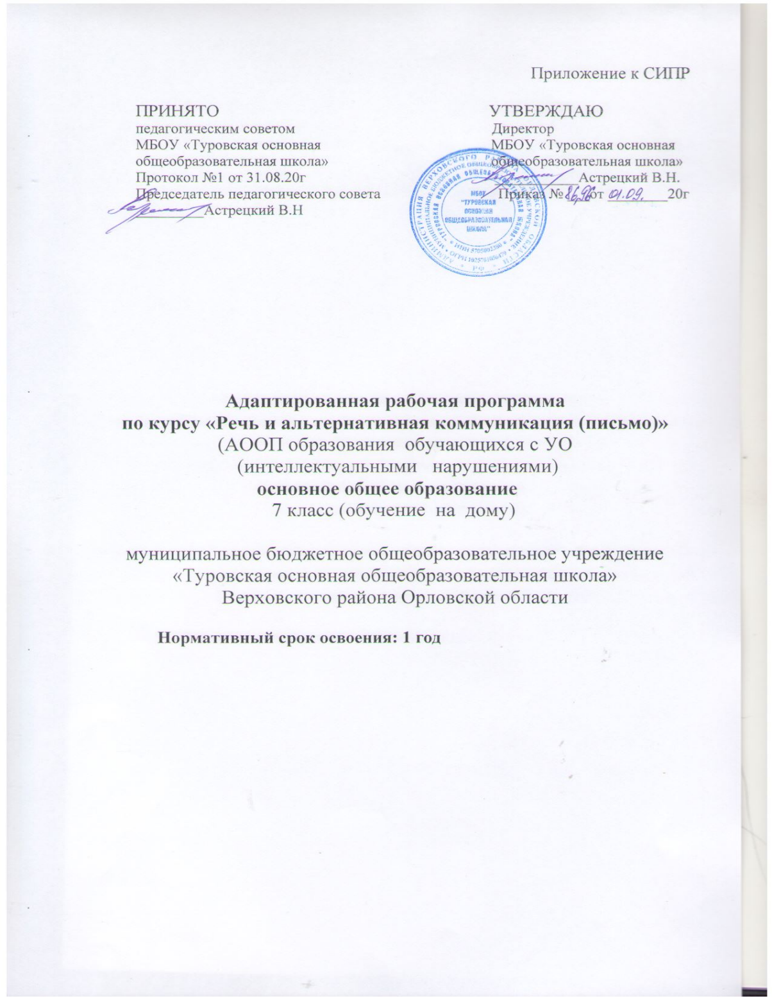 Приложение к СИПР
ПРИНЯТО
педагогическим советом
МБОУ «Туровская основная
общеобразовательная школа»
Протокол №1 от 31.08.20г
Председатель педагогического совета
Астрецкий В.Н
УТВЕРЖДАЮ
Директор
МБОУ «Туровская основная
общеобразовательная школа»
Астрецкий В.Н.
Приказ № от 01.09. 20г
МБОУ
"ТУРОВСКАЯ
ОСНОВНАЯ
ОБЩЕОБРАЗОВАТЕЛЬНАЯ
ШКОЛА"
Адаптированная рабочая программа
по курсу «Речь и альтернативная коммуникация (письмо)»
(АООП образования обучающихся с УО
(интеллектуальными нарушениями)
основное общее образование
7 класс (обучение на дому)
муниципальное бюджетное общеобразовательное учреждение
«Туровская основная общеобразовательная школа»
Верховского района Орловской области
Нормативный срок освоения: 1 год